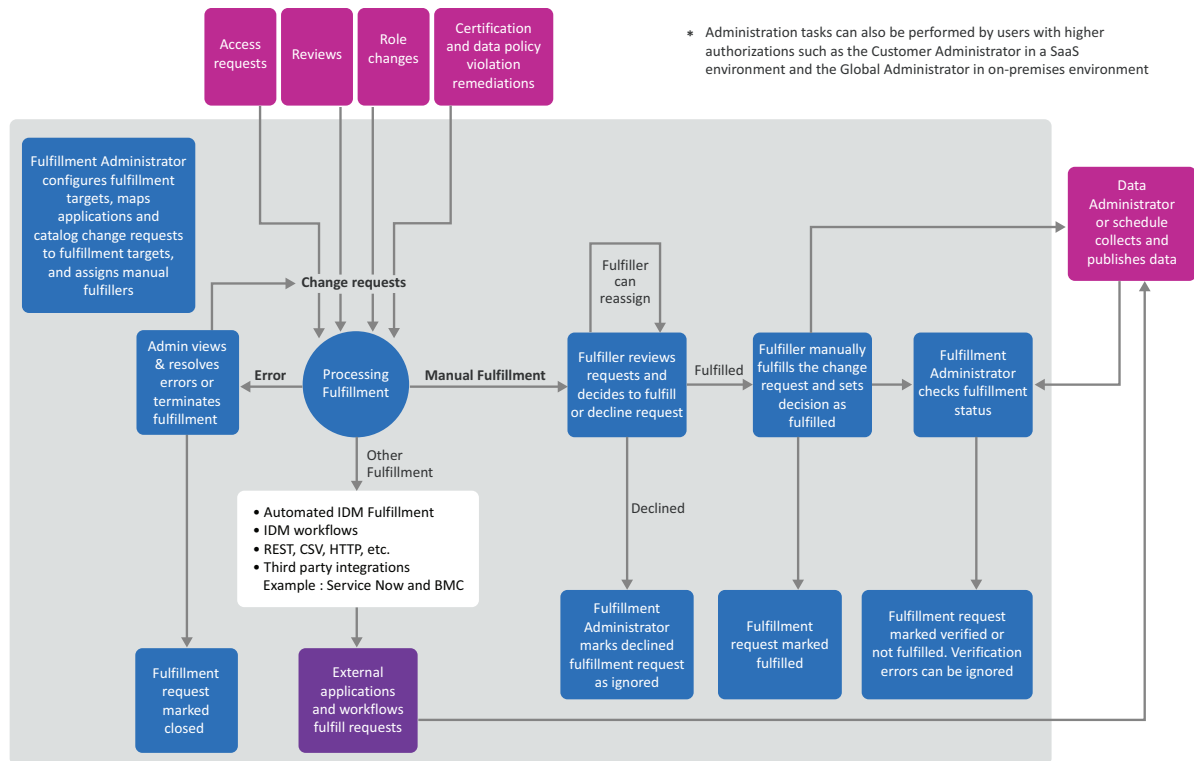 Access
requests
Reviews
Role
changes
Certification
and data policy
violation
remediations
* Administration tasks can also be performed by users with higher
authorizations such as the Customer Administrator in a SaaS
environment and the Global Administrator in on-premises environment
Fulfillment Administrator
configures fulfillment
targets, maps
applications and
catalog change requests
to fulfillment targets,
and assigns manual
fulfillers
Change requests
Fulfiller
can
reassign
Data
Administrator
or schedule
collects and
publishes data
Admin views
& resolves
errors or
terminates
fulfillment
Error
Processing
Fulfillment
Manual Fulfillment
Fulfiller reviews
requests and
decides to fulfill
or decline request
Fulfilled
Fulfiller manually
fulfills the change
request and sets
decision as
fulfilled
Fulfillment
Administrator
checks fulfillment
status
Other
Fulfillment
Declined
• Automated IDM Fulfillment
• IDM workflows
• REST, CSV, HTTP, etc.
• Third party integrations
Example : Service Now and BMC
Fulfillment
request
marked
closed
External
applications
and workflows
fulfill requests
Fulfillment
Administrator
marks declined
fulfillment request
as ignored
Fulfillment
request marked
fulfilled
Fulfillment request
marked verified or
not fulfilled. Verification
errors can be ignored